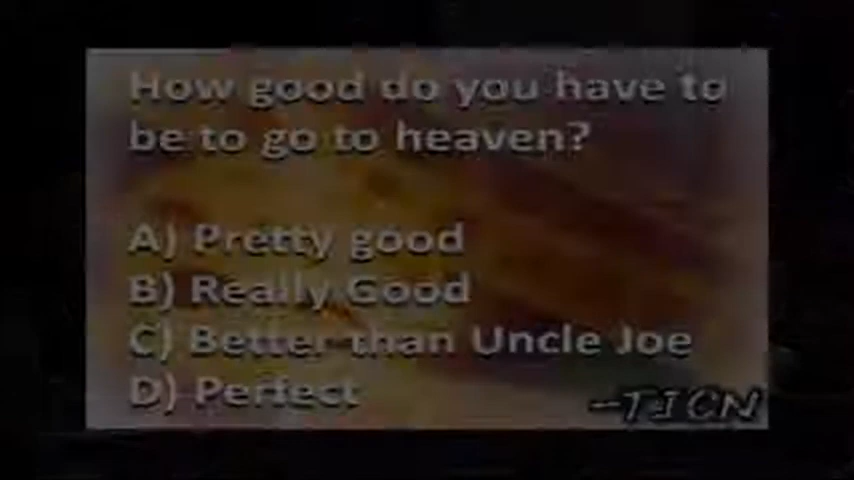 How good do you have to
be to go to heaven?
A) Pretty good
B) Really Good
C) Better than Uncle Joe
D) Perfect
-TICN